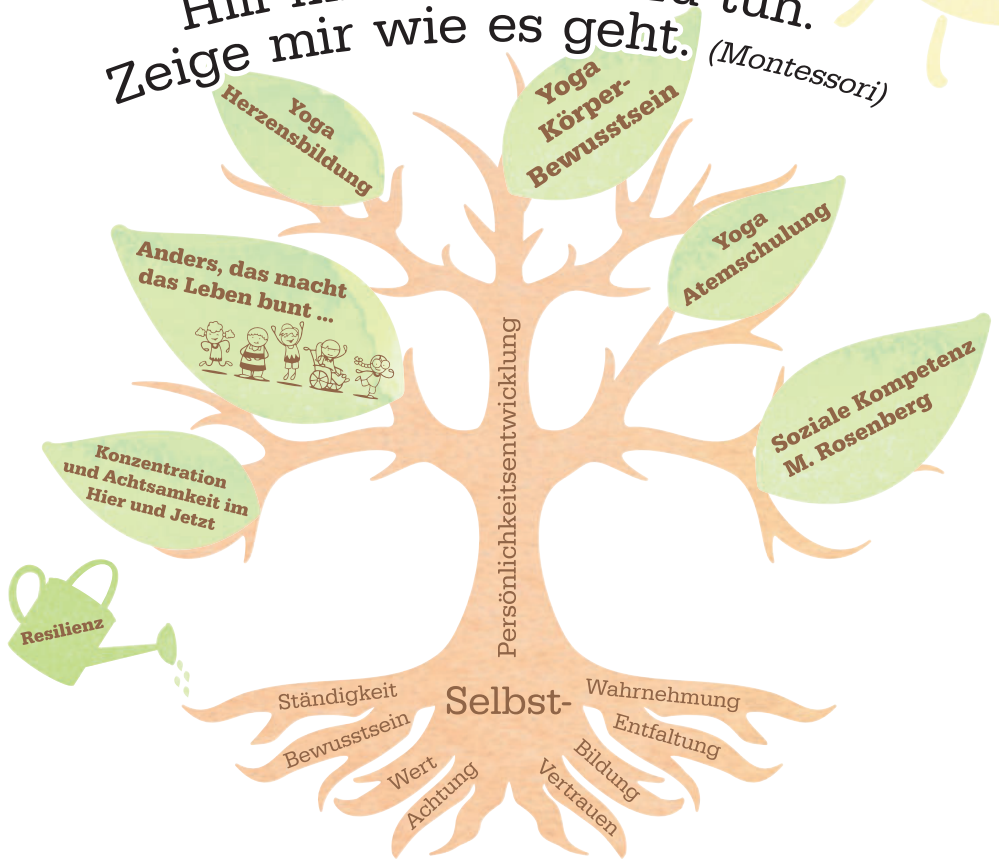 tun.
Zeige mir wie es geht. (Montessori)
Yoga
Herzensbildung
Yoga
Körper-
Bewusstsein
Yoga
Atemschulung
Anders, das macht
das Leben bunt ...
Soziale Kompetenz
M. Rosenberg
Konzentration
und Achtsamkeit im
Hier und Jetzt
Persönlichkeitsentwicklung
Resilienz
Selbst-
Ständigkeit
Bewusstsein
Wert
Achtung
Wahrnehmung
Entfaltung
Bildung
Vertrauen